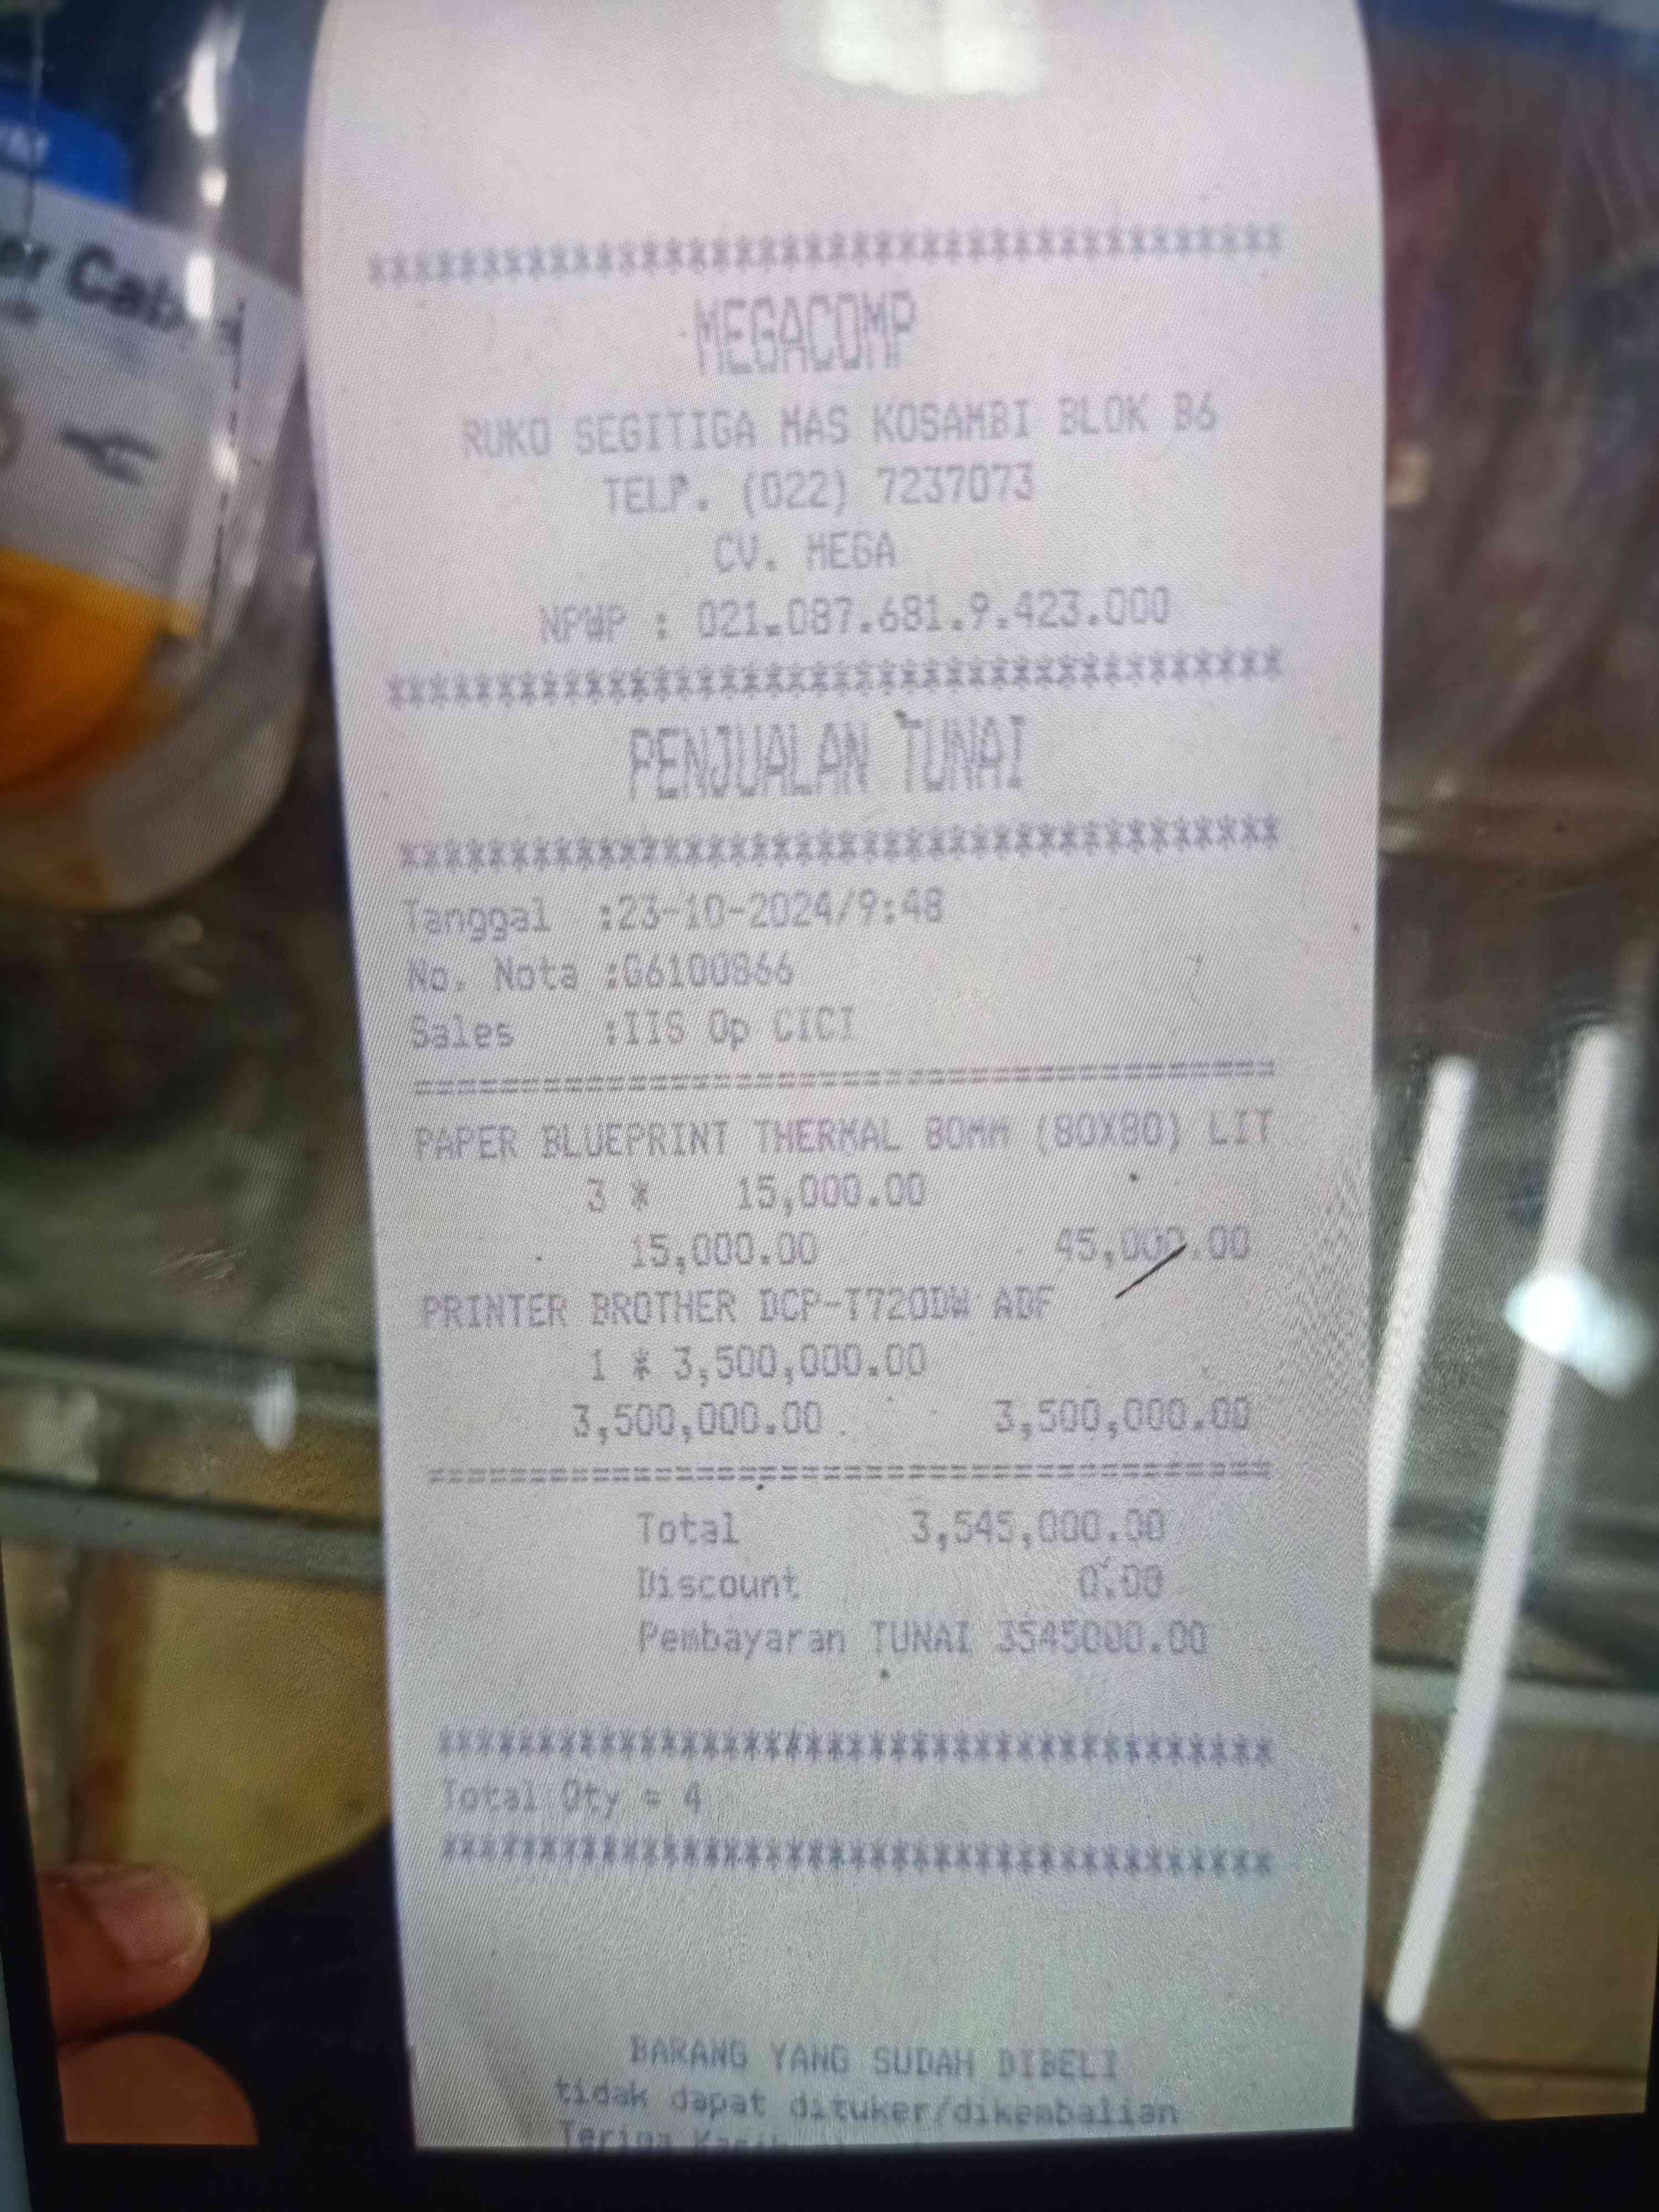 er Cab
****************************************
MEGACOMP
RUKO SEGITIGA MAS KOSAMBI BLOK B6
TELP. (022) 7237073
CV. MEGA
NPWP : 021.087.681.9.423.000
****************************************
PENJUALAN TUNAI
****************************************
Tanggal :23-10-2024/9:48
No. Nota :G6100866
Sales :IIS Op CICI
========================================
PAPER BLUEPRINT THERMAL 80MM (80X80) LIT
3 * 15,000.00
15,000.00 45,000.00
PRINTER BROTHER DCP-T720DW ADF
1 * 3,500,000.00
3,500,000.00 3,500,000.00
========================================
Total 3,545,000.00
Discount 0.00
Pembayaran TUNAI 3545000.00
****************************************
Total Qty = 4
****************************************
BARANG YANG SUDAH DIBELI
tidak dapat dituker/dikembalian